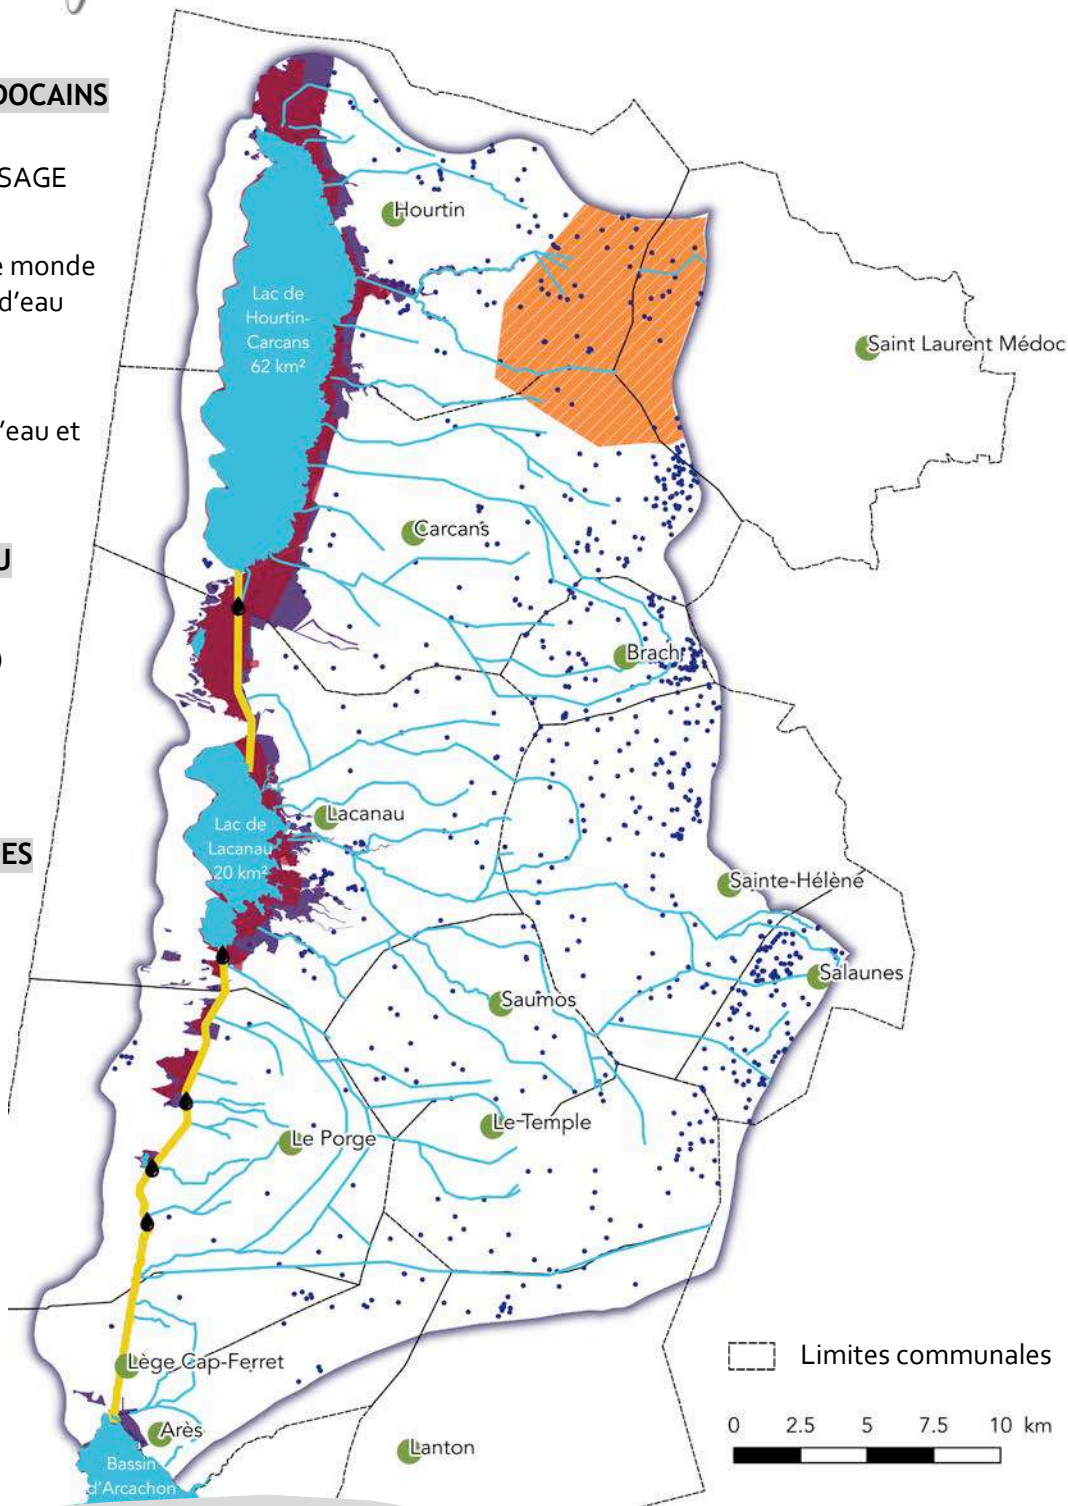 DOCAINS
SAGE
e monde
d'eau
'eau et
U
)
ES
Hourtin
Lac de
Hourtin-
Carcans
62 km²
Saint Laurent Médoc
Carcans
Brach
Lacanau
Lac de
Lacanau
20 km²
Sainte-Hélène
Salaunes
Saumos
Le Temple
Le Porge
Lège Cap-Ferret
Arès
Lanton
Bassin
d'Arcachon
Limites communales
0 2.5 5 7.5 10 km